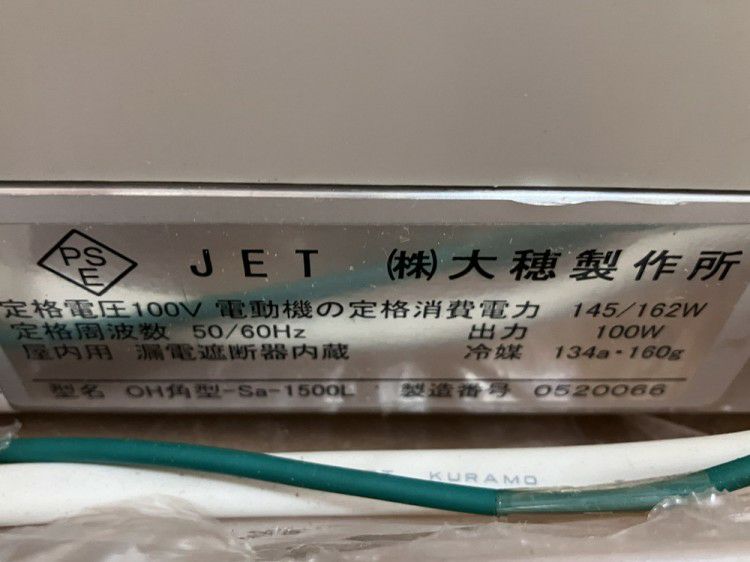 PSE JET (株)大穂製作所
定格電圧100V 電動機の定格消費電力 145/162W
定格周波数 50/60Hz 出力 100W
屋内用 漏電遮断器内蔵 冷媒 134a・160g
型名 OH角型-Sa-1500L 製造番号 0520066
KURAMO